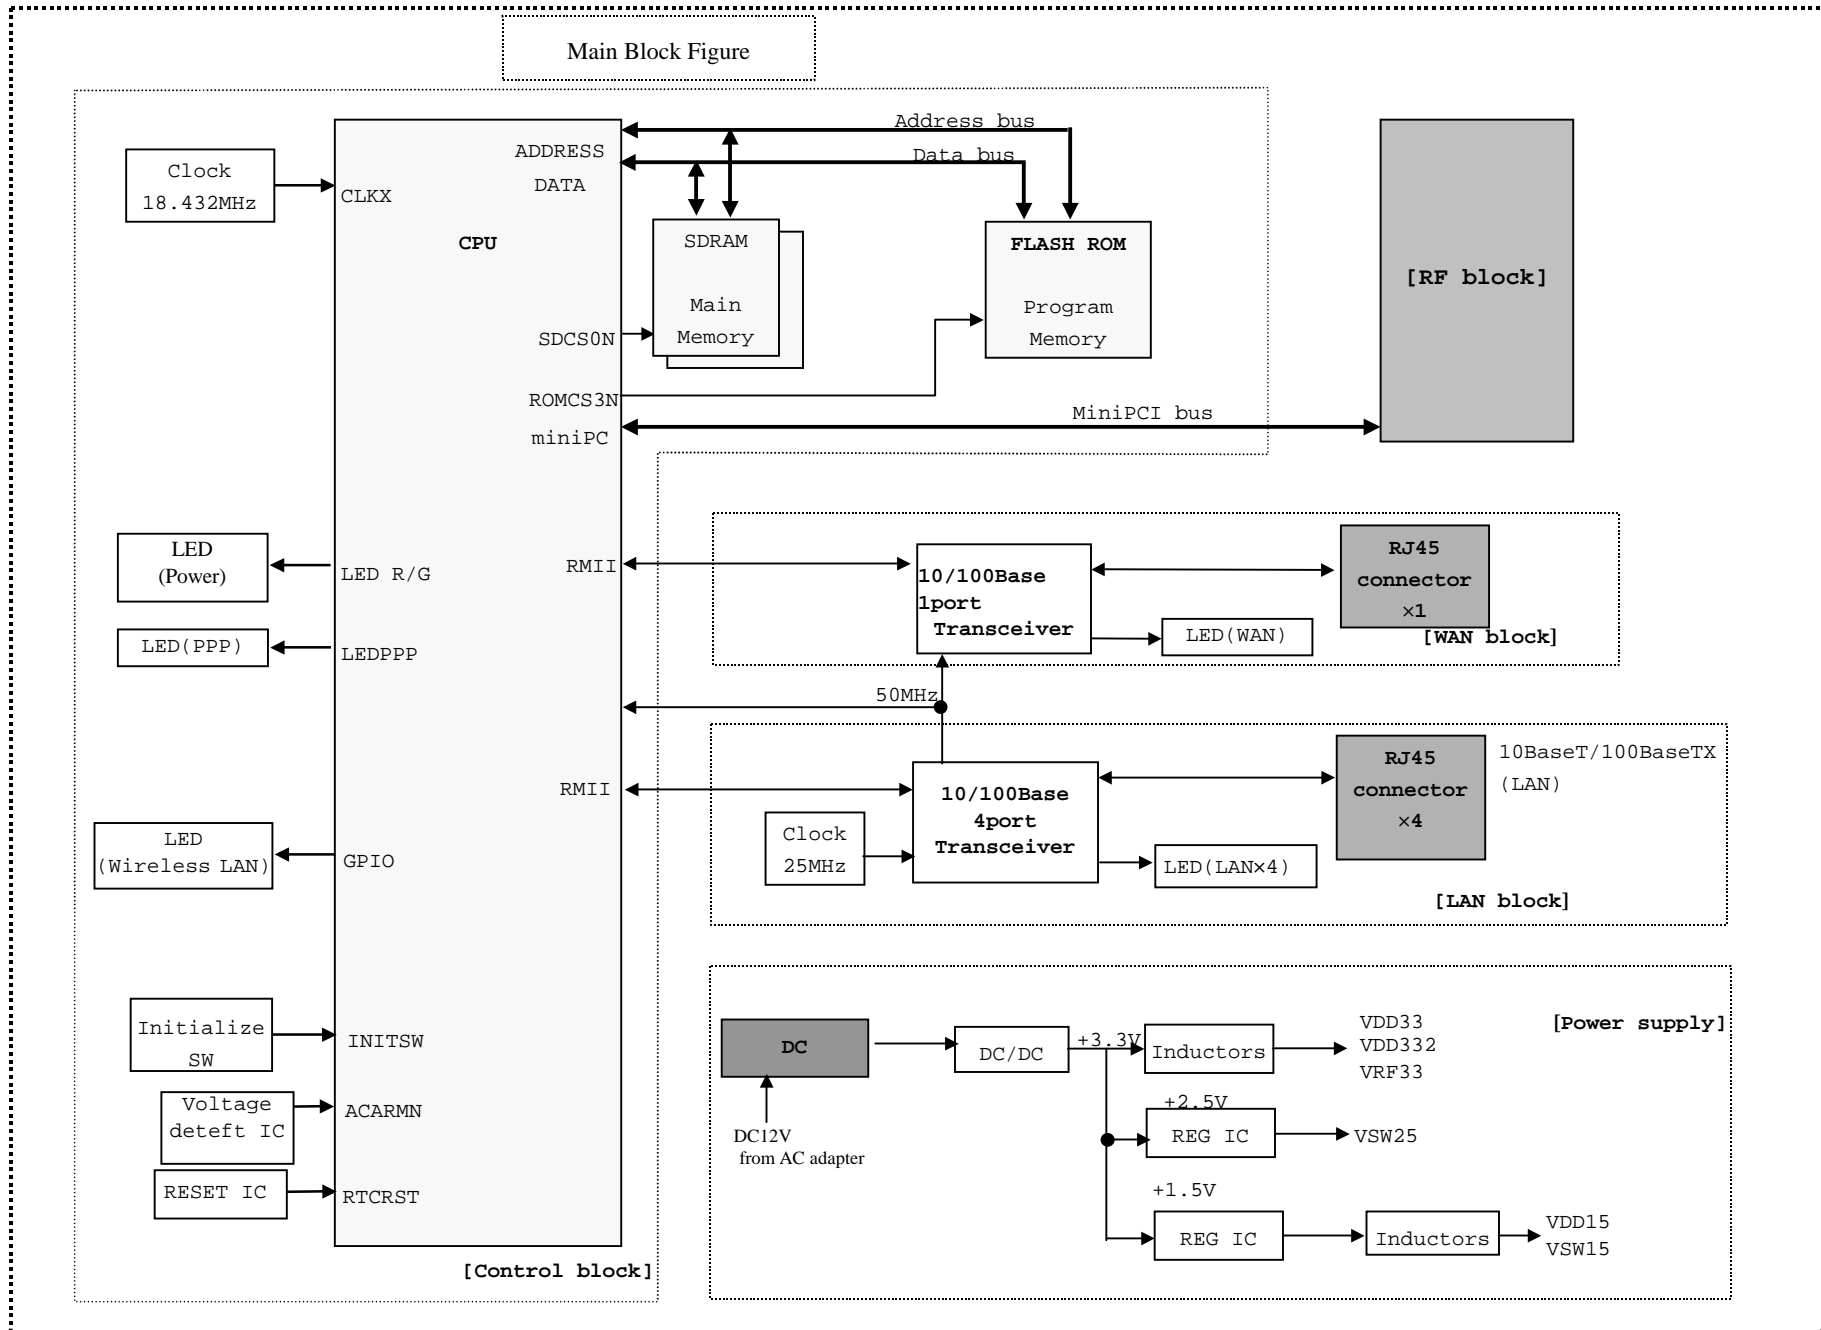 Main Block Figure
Address bus
Data bus
Clock
18.432MHz
CLKX
ADDRESS
DATA
CPU
SDRAM
Main
Memory
FLASH ROM
Program
Memory
[RF block]
SDCS0N
ROMCS3N
miniPC
MiniPCI bus
LED
(Power)
LED R/G
RMII
10/100Base
1port
Transceiver
RJ45
connector
×1
LED(WAN)
[WAN block]
LED(PPP)
LEDPPP
50MHz
RMII
10/100Base
4port
Transceiver
Clock
25MHz
RJ45
connector
×4
10BaseT/100BaseTX
(LAN)
LED(LAN×4)
[LAN block]
LED
(Wireless LAN)
GPIO
Initialize
SW
INITSW
Voltage
deteft IC
ACARMN
RESET IC
RTCRST
[Control block]
DC
DC12V
from AC adapter
DC/DC
+3.3V
Inductors
VDD33
VDD332
VRF33
[Power supply]
+2.5V
REG IC
VSW25
+1.5V
REG IC
Inductors
VDD15
VSW15